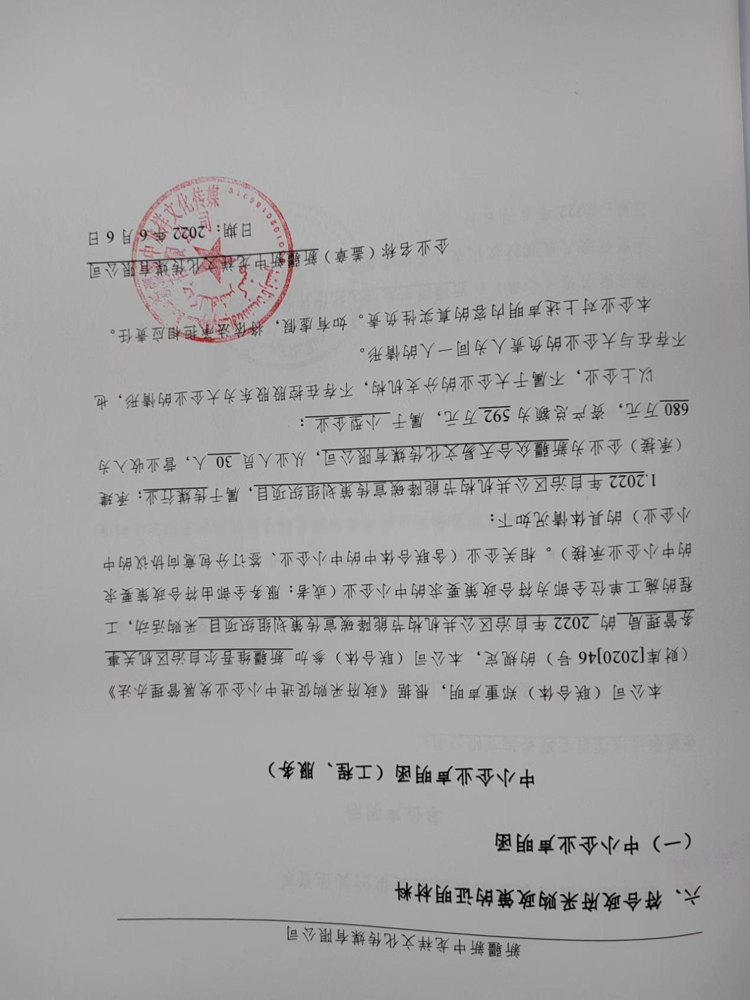 新疆新中龙祥文化传媒有限公司
六、符合政府采购政策的证明材料
（一）中小企业声明函
中小企业声明函（工程、服务）
本公司（联合体）郑重声明，根据《政府采购促进中小企业发展管理办法》
（财库[2020]46 号）的规定，本公司（联合体）参加 新疆维吾尔自治区机关事
务管理局 的 2022 年自治区公共机构节能降碳宣传策划组织项目 采购活动，工
程的施工单位全部为符合政策要求的中小企业（或者：服务全部由符合政策要求
的中小企业承接）。相关企业（含联合体中的中小企业、签订分包意向协议的中
小企业）的具体情况如下：
1.2022 年自治区公共机构节能降碳宣传策划组织项目，属于传媒行业；承建
（承接）企业为新疆众合天易文化传媒有限公司，从业人员 30 人，营业收入为
680 万元，资产总额为 592 万元，属于 小型企业 ；
以上企业，不属于大企业的分支机构，不存在控股股东为大企业的情形，也
不存在与大企业的负责人为同一人的情形。
本企业对上述声明内容的真实性负责。如有虚假，将依法承担相应责任。
企业名称（盖章）新疆新中龙祥文化传媒有限公司
日期：2022 年 6 月 6 日